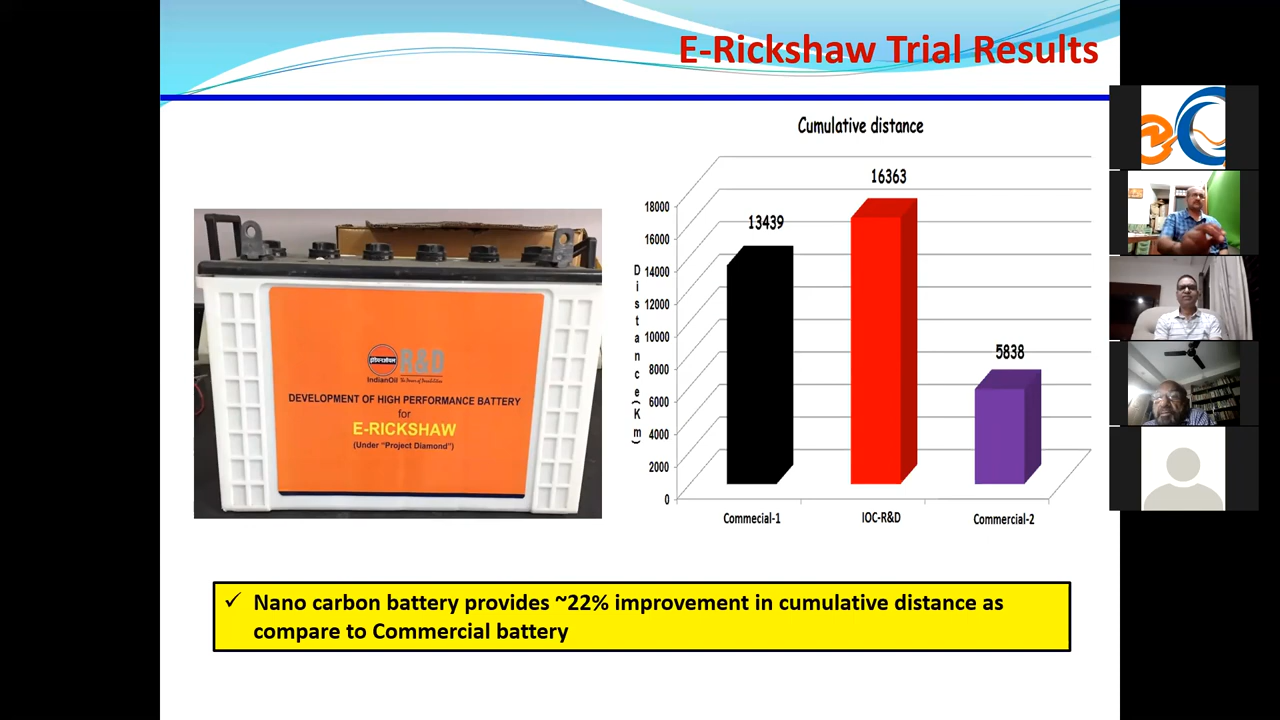 E-Rickshaw Trial Results
Cumulative distance
Distance(Km)
18000
16000
14000
12000
10000
8000
6000
4000
2000
0
13439
16363
5838
Commecial-1
IOC-R&D
Commercial-2
इंडियनऑयल
R&D
IndianOil
DEVELOPMENT OF HIGH PERFORMANCE BATTERY
for
E-RICKSHAW
(Under "Project Diamond")
✓ Nano carbon battery provides ~22% improvement in cumulative distance as
compare to Commercial battery